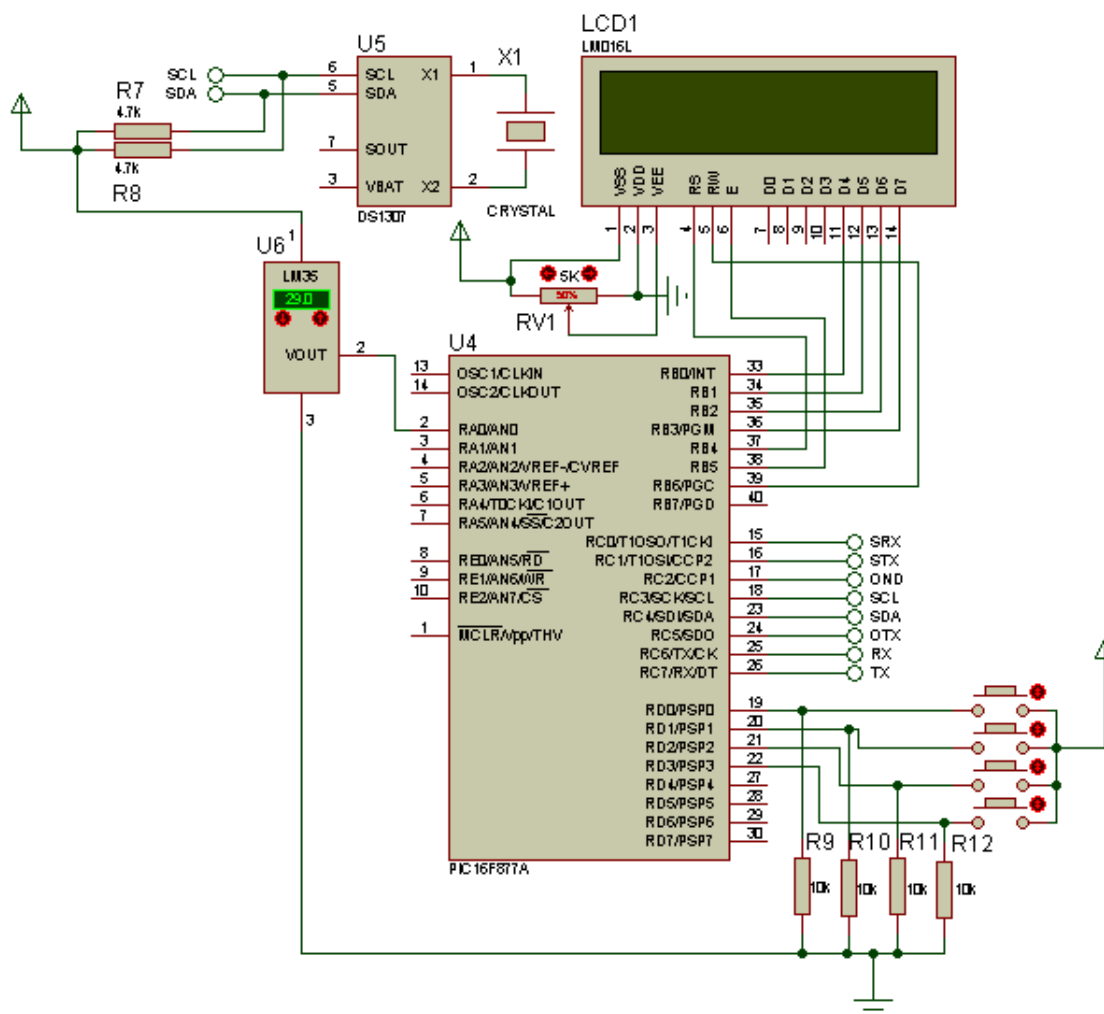 LCD1
LM016L
U5
X1
SCL
SDA
6
5
SCL
SDA
X1
1
R7
4.7k
7
SOUT
3
VBAT
X2
2
4.7k
R8
DS1307
CRYSTAL
VSS
VDD
VEE
RS
RW
E
D0
D1
D2
D3
D4
D5
D6
D7
1
2
3
4
5
6
7
8
9
10
11
12
13
14
U6
1
LM35
29.0
VOUT
2
3
5K
50%
RV1
U4
13
OSC1/CLKIN
RB0/INT
33
14
OSC2/CLKOUT
RB1
34
RB2
35
2
RA0/AN0
RB3/PGM
36
3
RA1/AN1
RB4
37
4
RA2/AN2/VREF-/CVREF
RB5
38
5
RA3/AN3/VREF+
RB6/PGC
39
6
RA4/T0CKI/C1OUT
RB7/PGD
40
7
RA5/AN4/SS/C2OUT
RC0/T1OSO/T1CKI
15
SRX
8
RE0/AN5/RD
RC1/T1OSI/CCP2
16
STX
9
RE1/AN6/WR
RC2/CCP1
17
OND
10
RE2/AN7/CS
RC3/SCK/SCL
18
SCL
RC4/SDI/SDA
23
SDA
1
MCLR/Vpp/THV
RC5/SDO
24
OTX
RC6/TX/CK
25
RX
RC7/RX/DT
26
TX
RD0/PSP0
19
RD1/PSP1
20
RD2/PSP2
21
RD3/PSP3
22
RD4/PSP4
27
RD5/PSP5
28
RD6/PSP6
29
RD7/PSP7
30
PIC16F877A
R9
R10
R11
R12
10k
10k
10k
10k